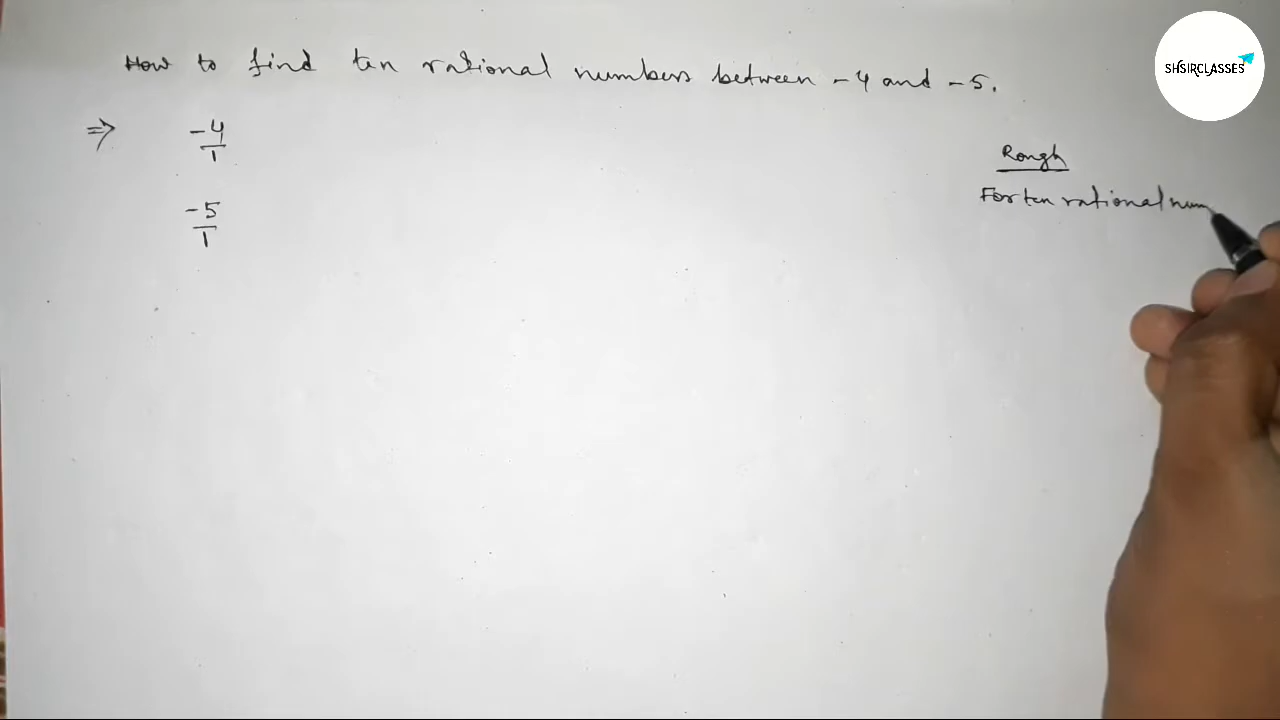 How to find ten rational numbers between -4 and -5.
SHSIRCLASSES
⇒ -4/1
Rough
For ten rational num
-5/1